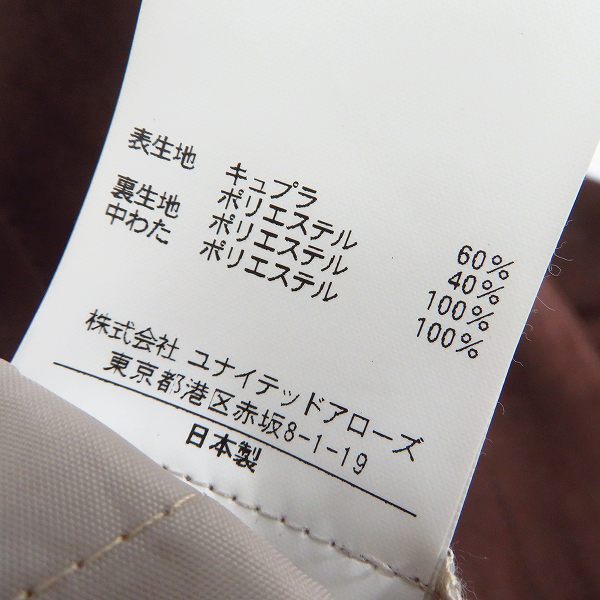 表生地 キュプラ 60%
ポリエステル 40%
裏生地 ポリエステル 100%
中わた ポリエステル 100%
株式会社 ユナイテッドアローズ
東京都港区赤坂8-1-19
日本製